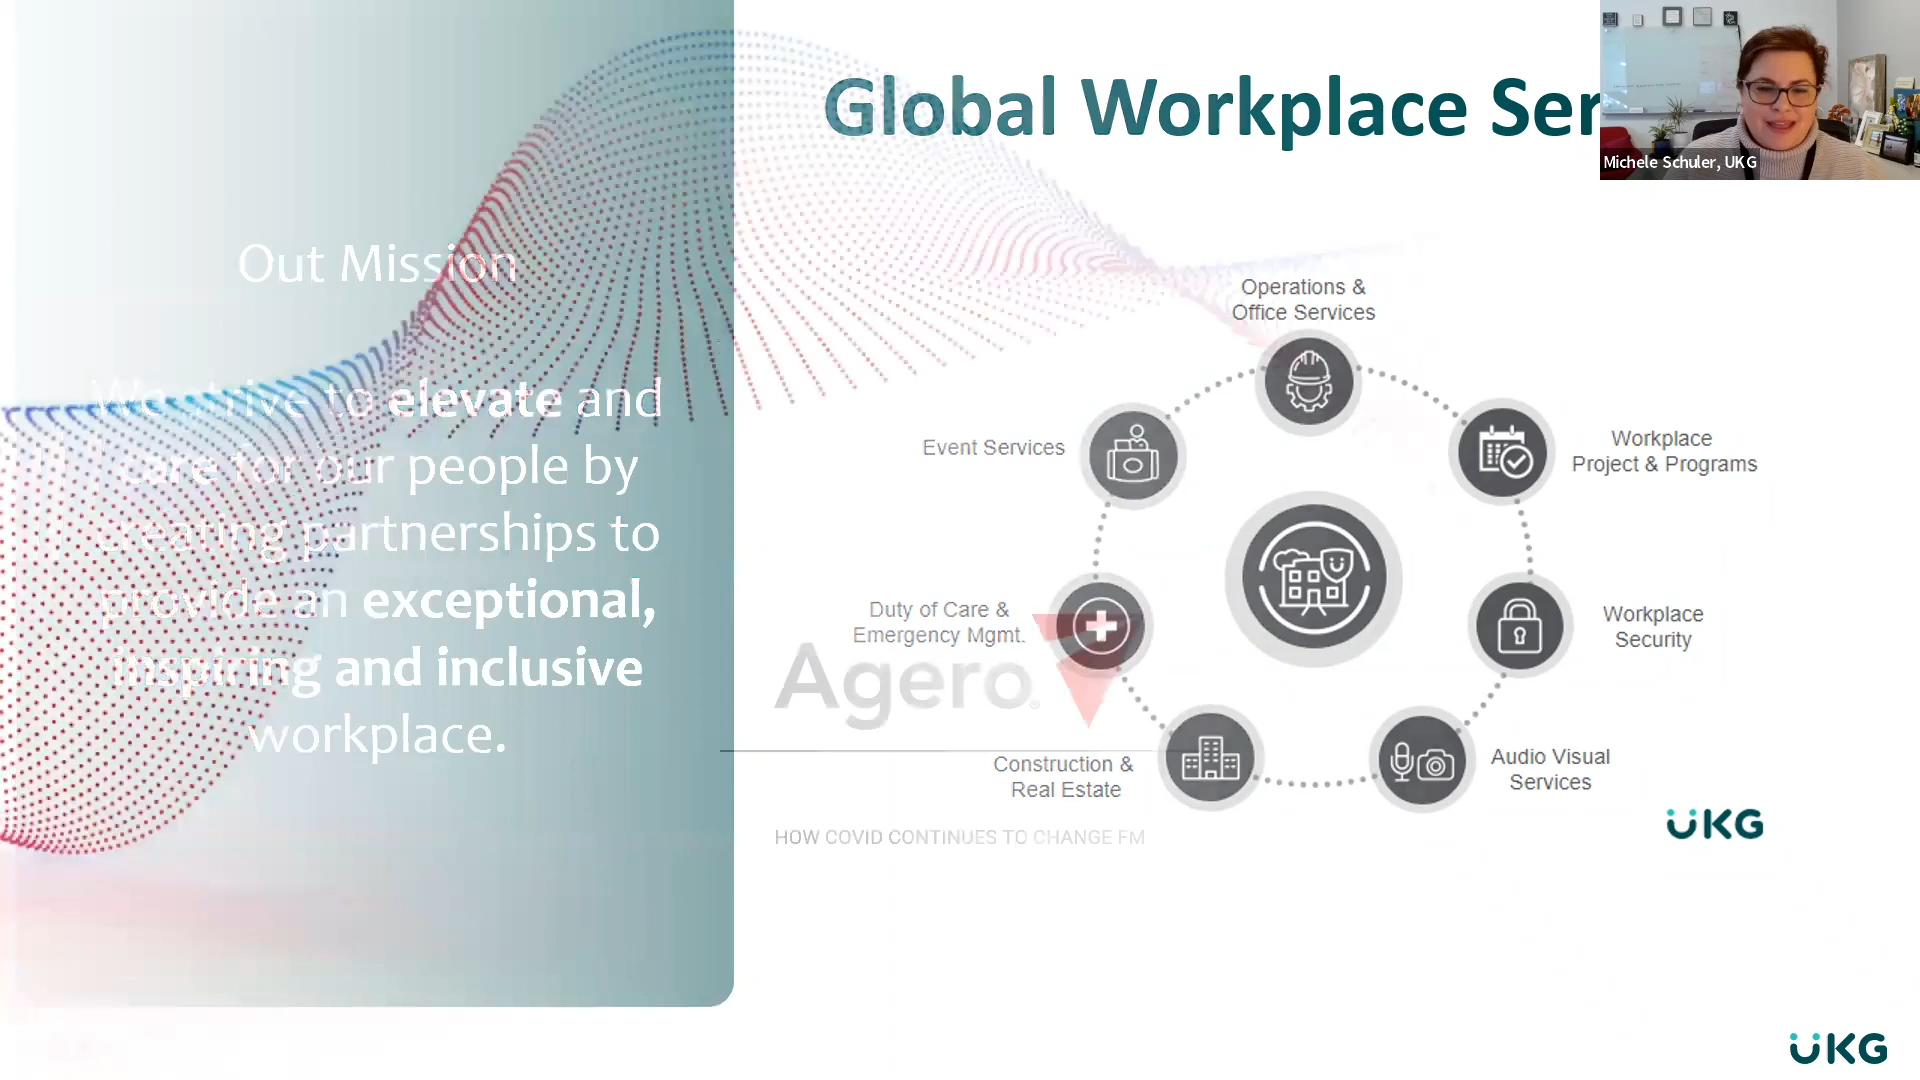 Global Workplace Ser
Michele Schuler, UKG
Out Mission
We strive to elevate and
care for our people by
creating partnerships to
provide an exceptional,
inspiring and inclusive
workplace.
Operations &
Office Services
Event Services
Workplace
Project & Programs
Duty of Care &
Emergency Mgmt.
Workplace
Security
Agero®
Construction &
Real Estate
Audio Visual
Services
UKG
HOW COVID CONTINUES TO CHANGE FM
UKG